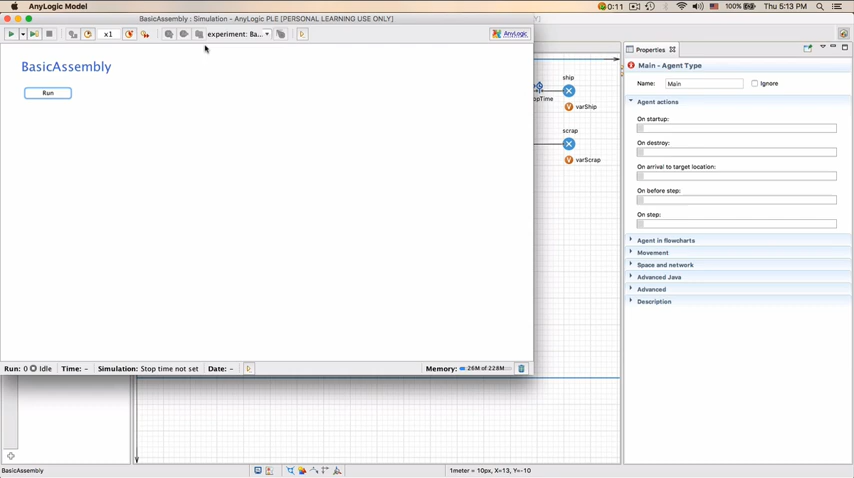 AnyLogic Model
0:11
100%
Thu 5:13 PM
BasicAssembly : Simulation - AnyLogic PLE [PERSONAL LEARNING USE ONLY]
x1
experiment: Ba...
AnyLogic
BasicAssembly
Run
Run: 0
Idle
Time: -
Simulation: Stop time not set
Date: -
Memory:
26M of 228M
ship
varShip
scrap
varScrap
Properties
Main - Agent Type
Name:
Main
Ignore
Agent actions
On startup:
On destroy:
On arrival to target location:
On before step:
On step:
Agent in flowcharts
Movement
Space and network
Advanced Java
Advanced
Description
BasicAssembly
1meter = 10px, X=13, Y=-10